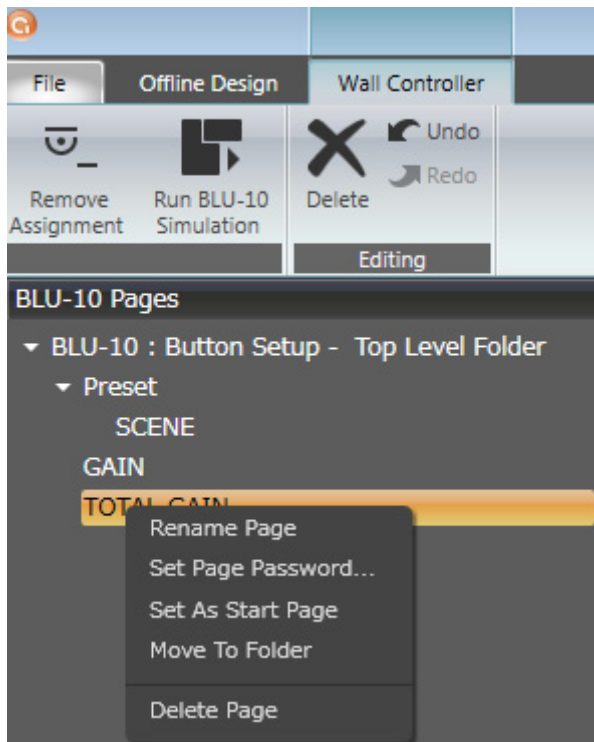 File Offline Design Wall Controller
Remove Assignment
Run BLU-10 Simulation
Delete
Undo
Redo
Editing
BLU-10 Pages
BLU-10 : Button Setup - Top Level Folder
Preset
SCENE
GAIN
TOTAL GAIN
Rename Page
Set Page Password...
Set As Start Page
Move To Folder
Delete Page